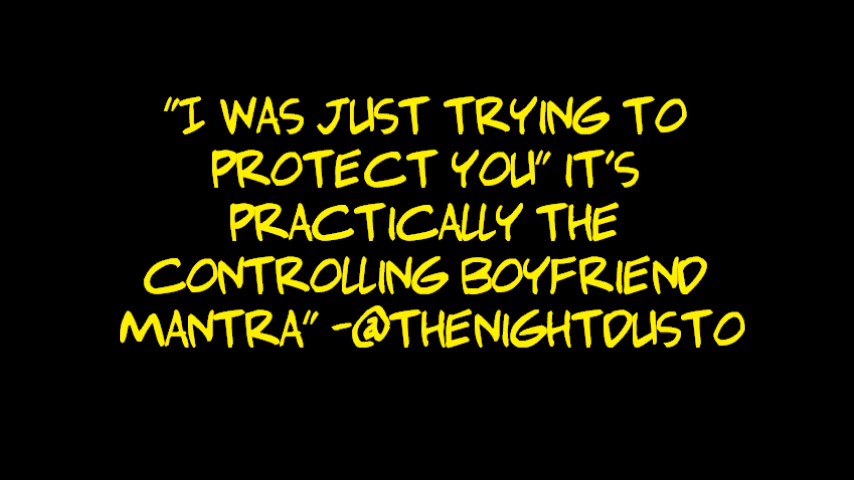 "I WAS JUST TRYING TO
PROTECT YOU" IT'S
PRACTICALLY THE
CONTROLLING BOYFRIEND
MANTRA" -@THENIGHTDUSTO